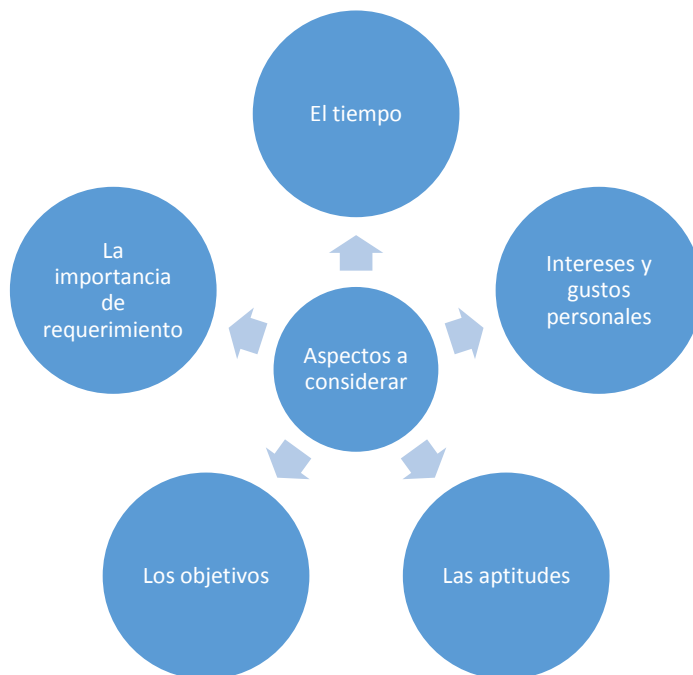 El tiempo
Intereses y
gustos
personales
Las aptitudes
Los objetivos
La
importancia
de
requerimiento
Aspectos a
considerar